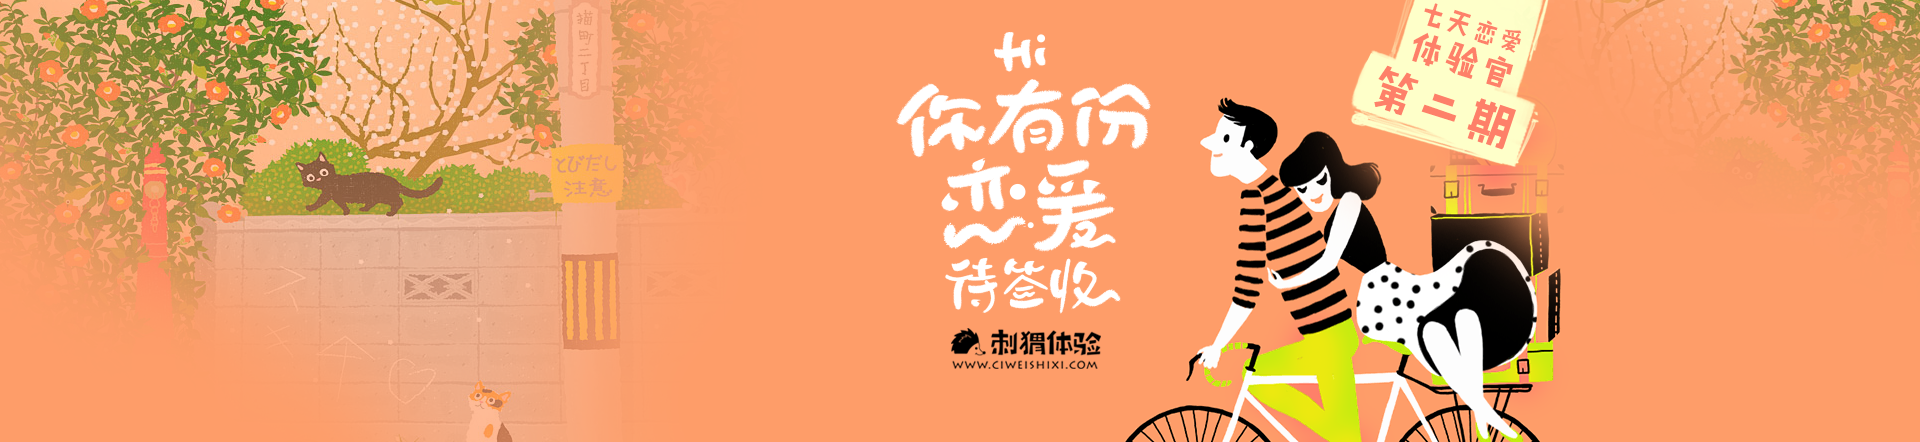 猫町二丁目
とびだし
注意
Hi
你有份
恋爱
待签收
刺猬体验
WWW.CIWEISHIXI.COM
七天恋爱
体验官
第二期